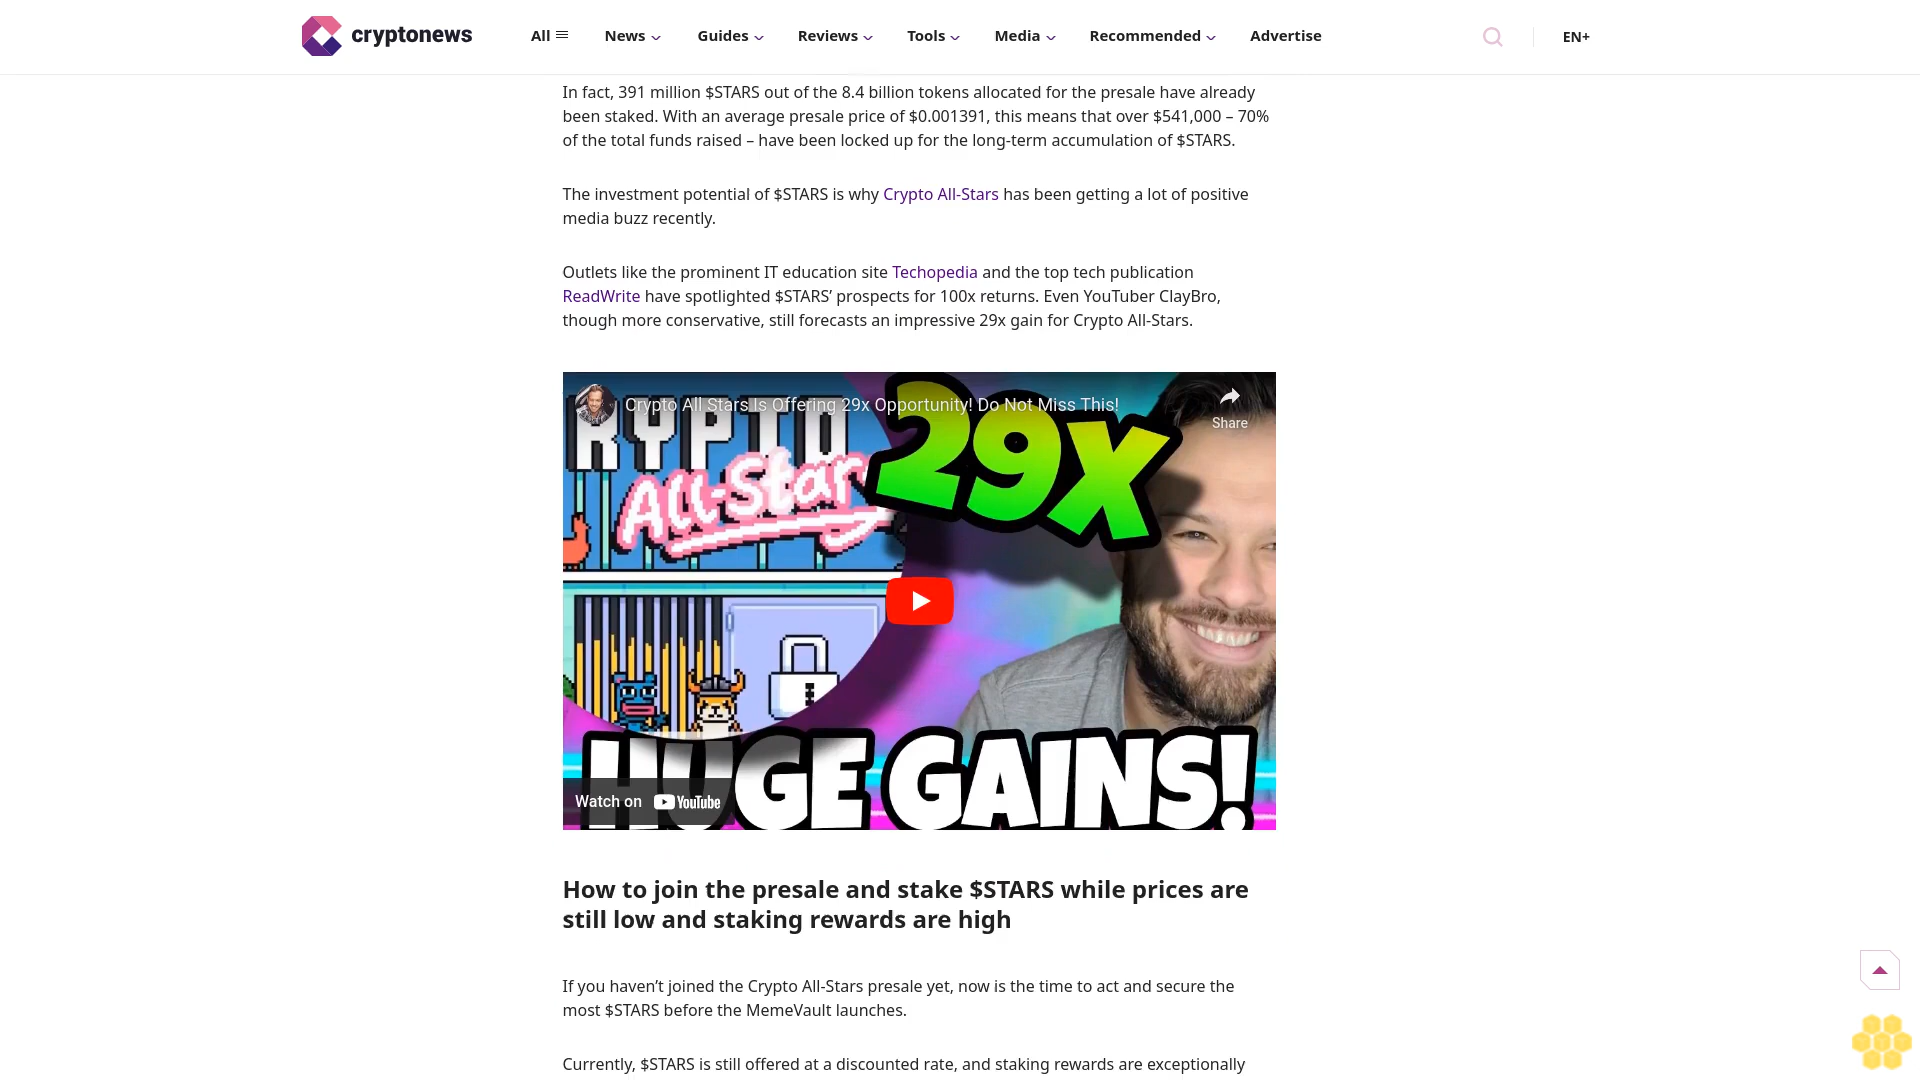 cryptonews
All
News
Guides
Reviews
Tools
Media
Recommended
Advertise
EN+
In fact, 391 million $STARS out of the 8.4 billion tokens allocated for the presale have already
been staked. With an average presale price of $0.001391, this means that over $541,000 – 70%
of the total funds raised – have been locked up for the long-term accumulation of $STARS.
The investment potential of $STARS is why Crypto All-Stars has been getting a lot of positive
media buzz recently.
Outlets like the prominent IT education site Techopedia and the top tech publication
ReadWrite have spotlighted $STARS’ prospects for 100x returns. Even YouTuber ClayBro,
though more conservative, still forecasts an impressive 29x gain for Crypto All-Stars.
Crypto All Stars Is Offering 29x Opportunity! Do Not Miss This!
Share
29X
HUGE GAINS!
Watch on YouTube
How to join the presale and stake $STARS while prices are
still low and staking rewards are high
If you haven’t joined the Crypto All-Stars presale yet, now is the time to act and secure the
most $STARS before the MemeVault launches.
Currently, $STARS is still offered at a discounted rate, and staking rewards are exceptionally